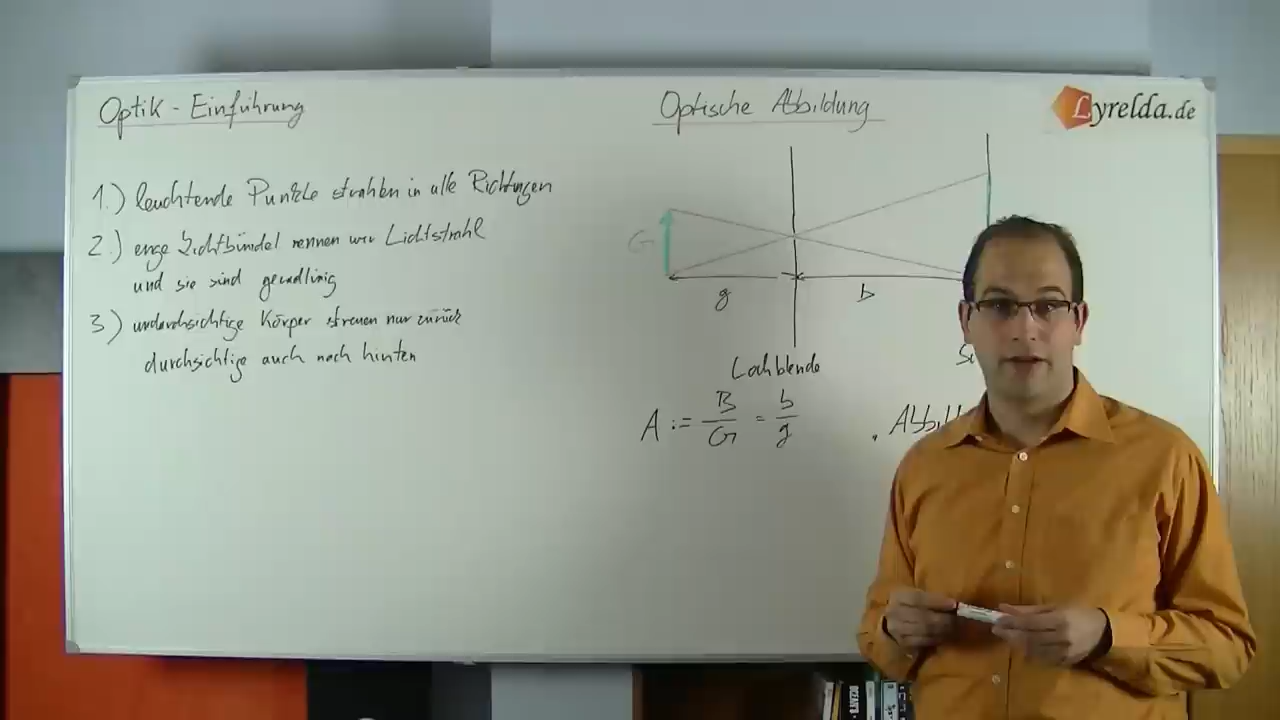 Optik - Einführung
1.) leuchtende Punkte strahlen in alle Richtungen
2.) enge Lichtbündel nennen wir Lichtstrahl
und sie sind geradlinig
3.) undurchsichtige Körper streuen nur zurück
durchsichtige auch nach hinten
Optische Abbildung
Lyrelda.de
G
g
b
Lochblende
A := B/G = b/g